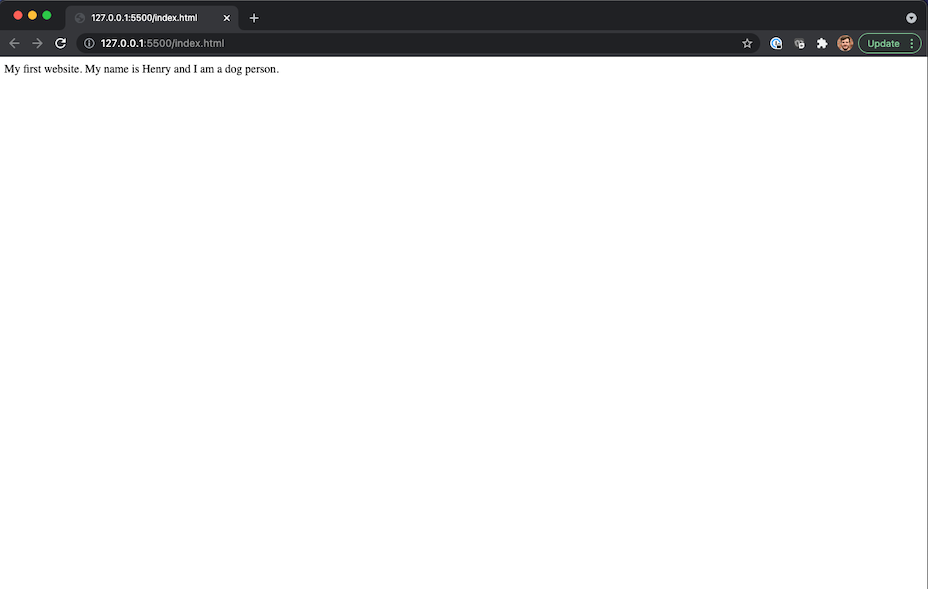 127.0.0.1:5500/index.html
127.0.0.1:5500/index.html
Update
My first website. My name is Henry and I am a dog person.